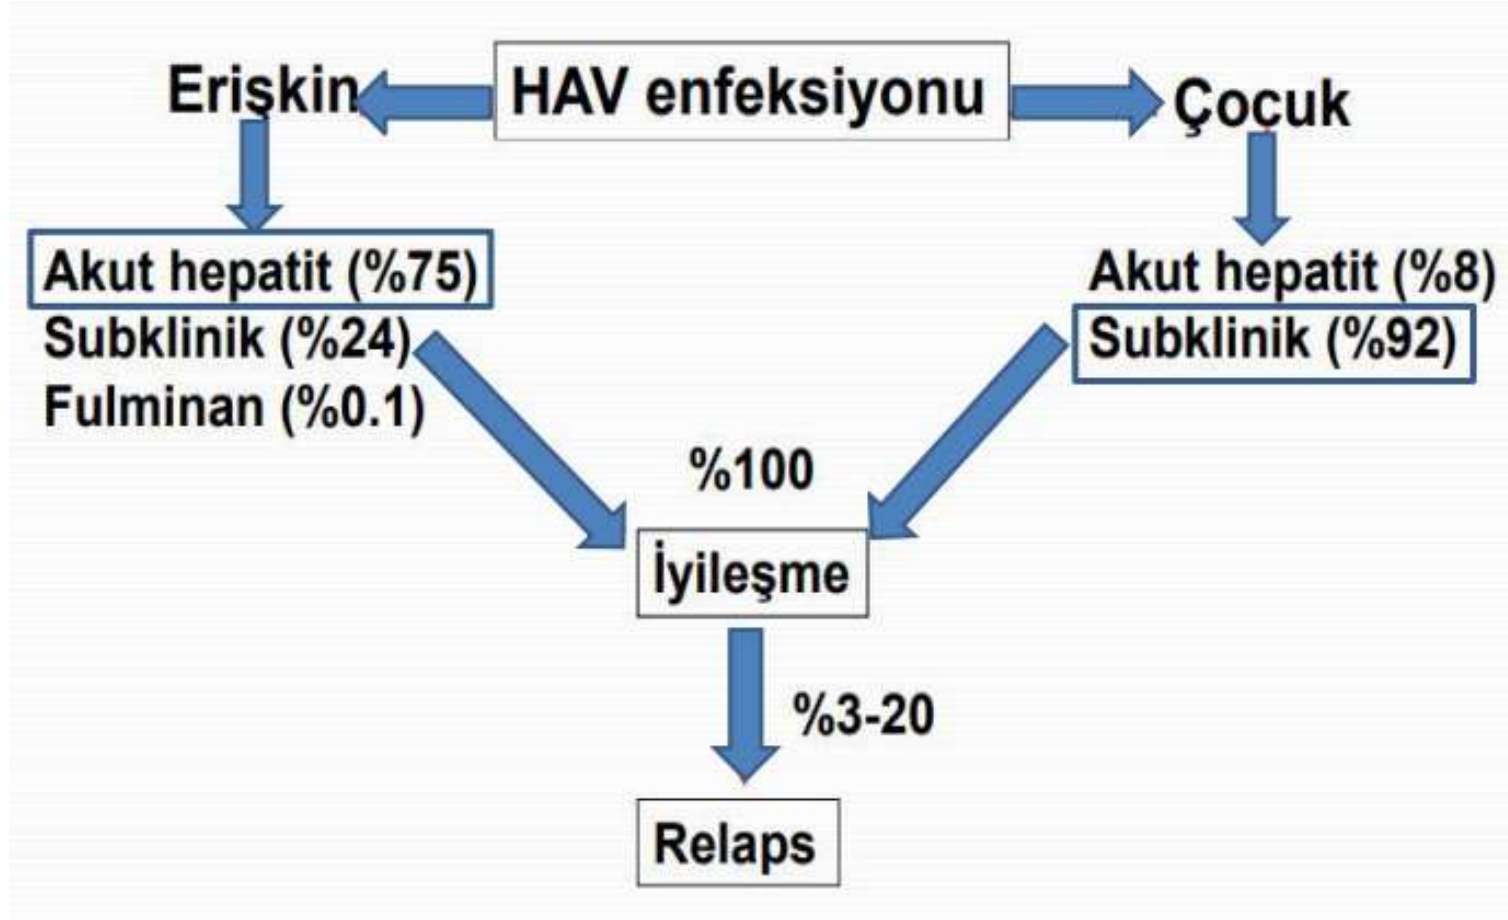 HAV enfeksiyonu
Erişkin
Akut hepatit (%75)
Subklinik (%24)
Fulminan (%0.1)
Çocuk
Akut hepatit (%8)
Subklinik (%92)
%100
İyileşme
%3-20
Relaps